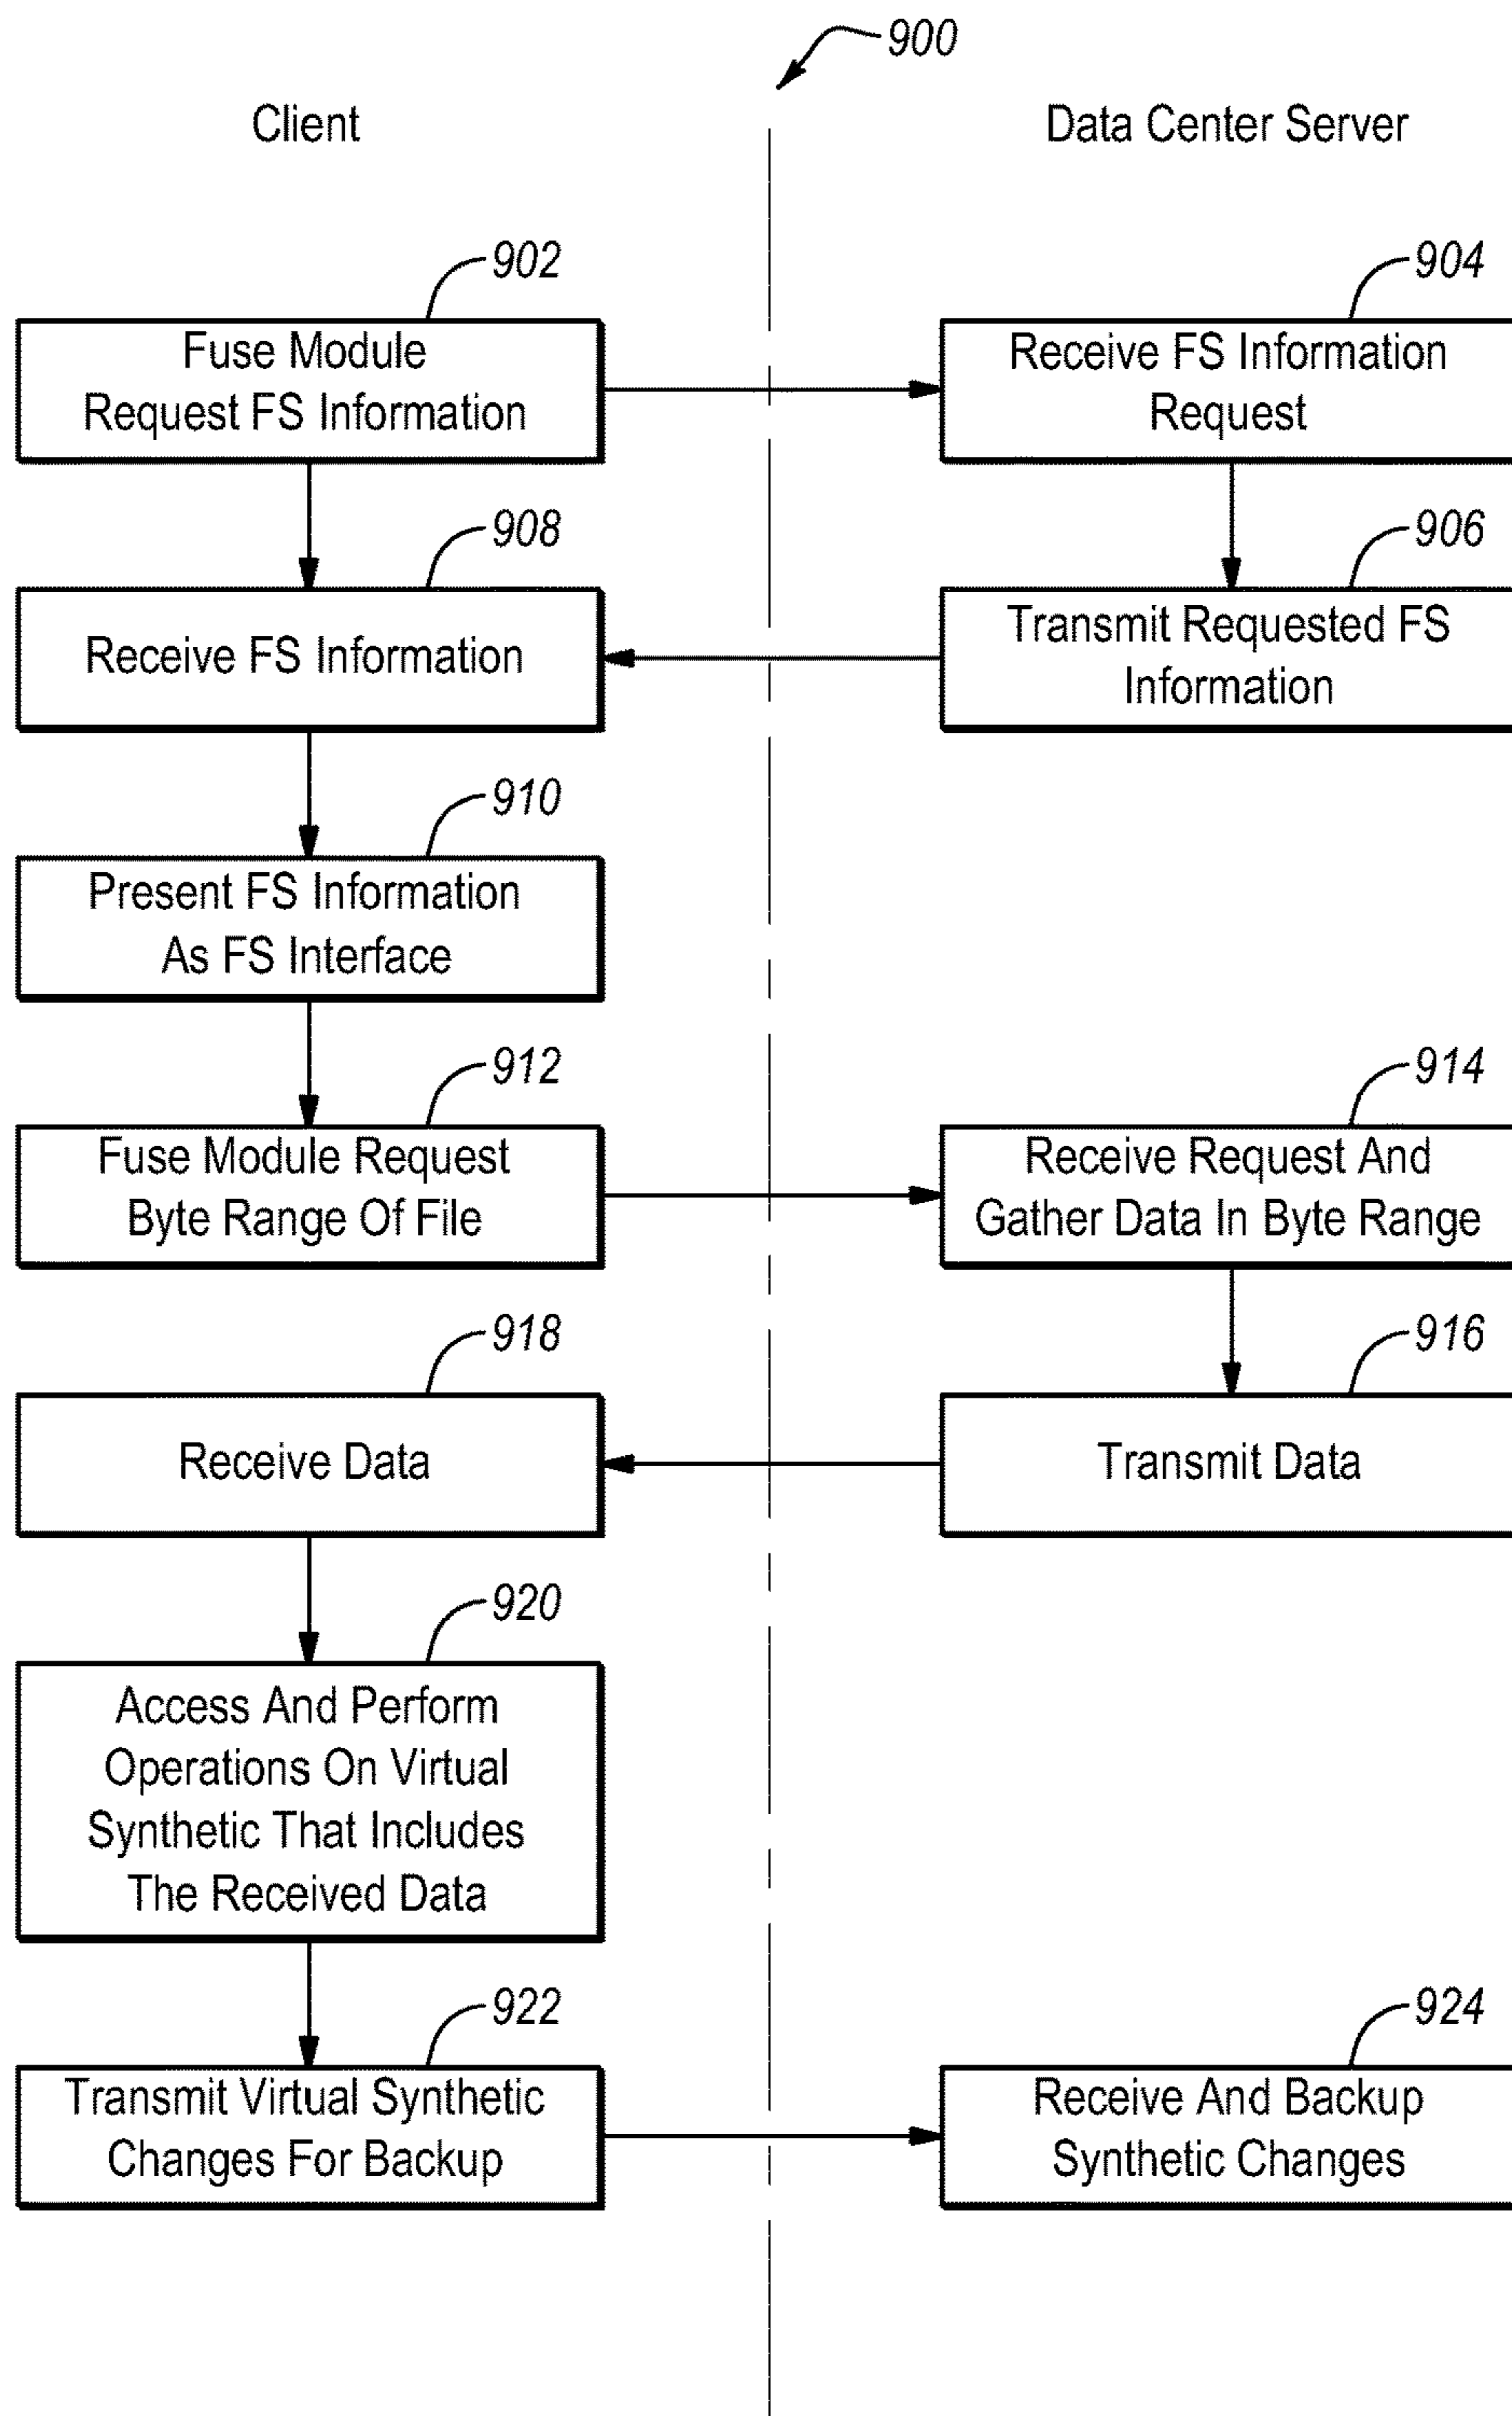 900
Client
Data Center Server
902
904
Fuse Module
Request FS Information
Receive FS Information
Request
908
906
Receive FS Information
Transmit Requested FS
Information
910
Present FS Information
As FS Interface
912
914
Fuse Module Request
Byte Range Of File
Receive Request And
Gather Data In Byte Range
918
916
Receive Data
Transmit Data
920
Access And Perform
Operations On Virtual
Synthetic That Includes
The Received Data
922
924
Transmit Virtual Synthetic
Changes For Backup
Receive And Backup
Synthetic Changes